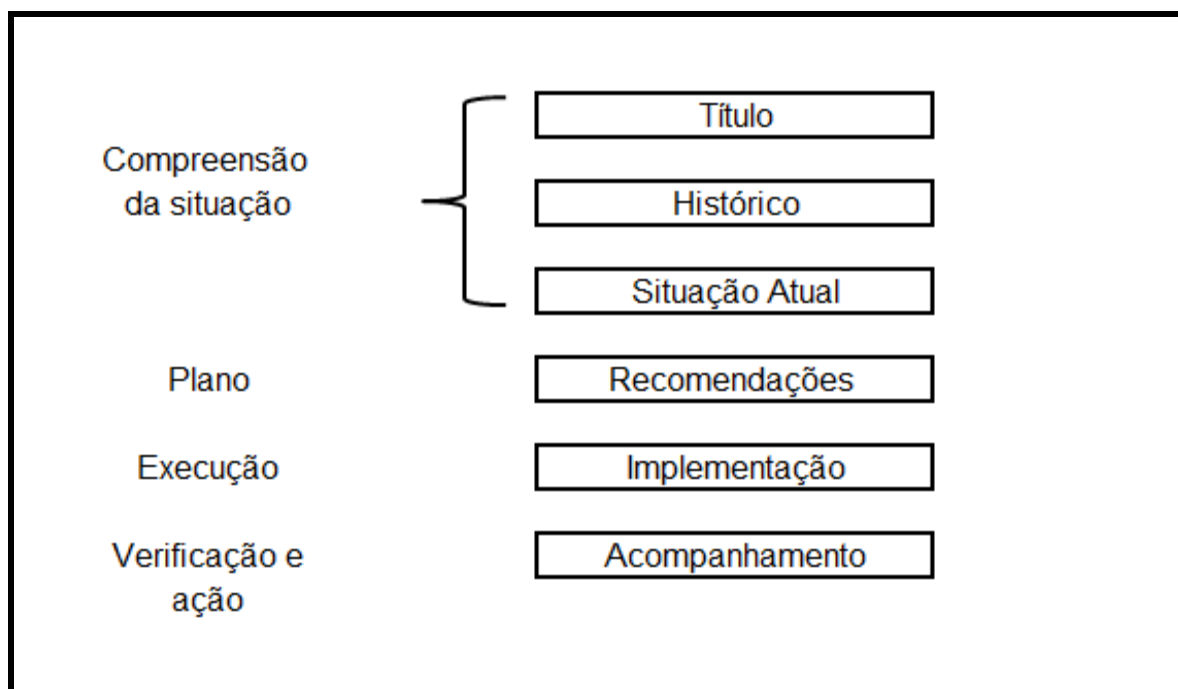 Título
Compreensão
da situação
Histórico
Situação Atual
Plano
Recomendações
Execução
Implementação
Verificação e
ação
Acompanhamento